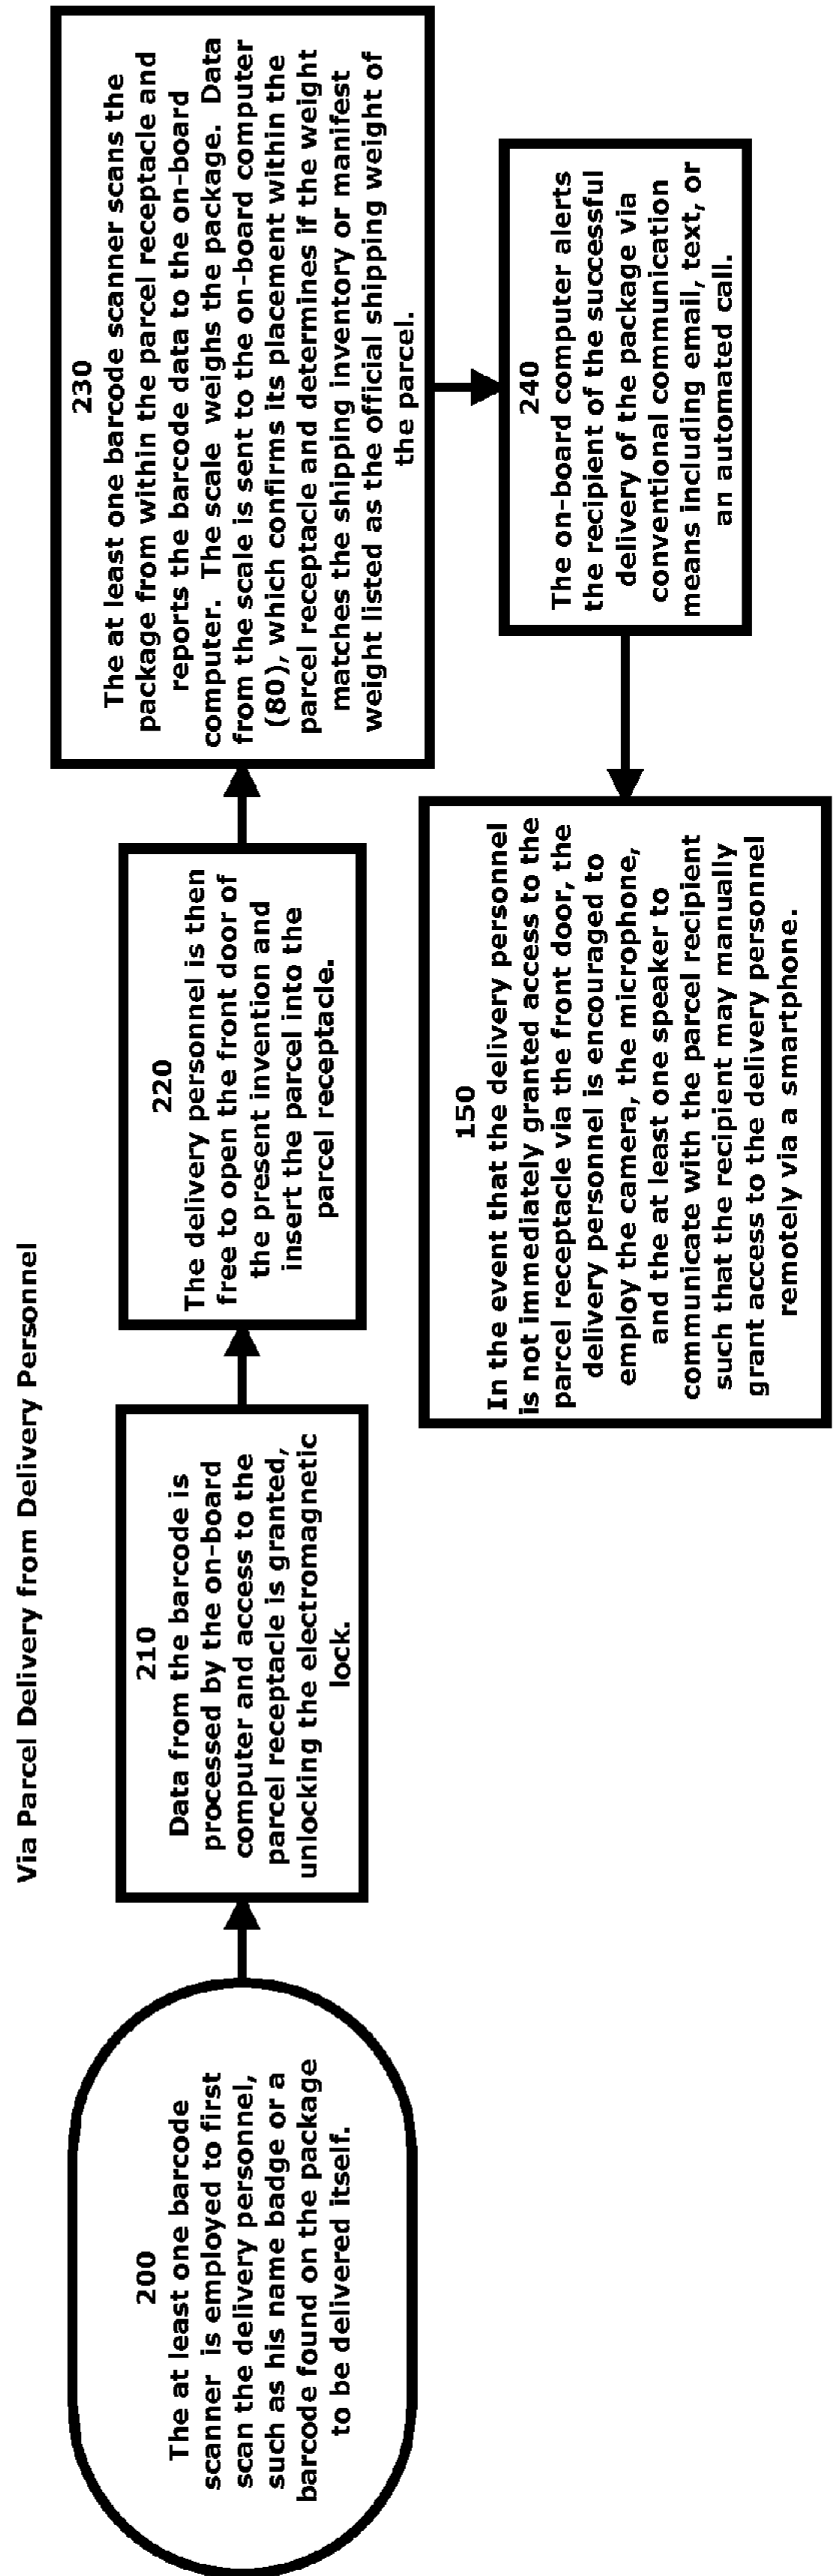 Via Parcel Delivery from Delivery Personnel
200
The at least one barcode
scanner is employed to first
scan the delivery personnel,
such as his name badge or a
barcode found on the package
to be delivered itself.
210
Data from the barcode is
processed by the on-board
computer and access to the
parcel receptacle is granted,
unlocking the electromagnetic
lock.
220
The delivery personnel is then
free to open the front door of
the present invention and
insert the parcel into the
parcel receptacle.
230
The at least one barcode scanner scans the
package from within the parcel receptacle and
reports the barcode data to the on-board
computer. The scale weighs the package. Data
from the scale is sent to the on-board computer
(80), which confirms its placement within the
parcel receptacle and determines if the weight
matches the shipping inventory or manifest
weight listed as the official shipping weight of
the parcel.
240
The on-board computer alerts
the recipient of the successful
delivery of the package via
conventional communication
means including email, text, or
an automated call.
150
In the event that the delivery personnel
is not immediately granted access to the
parcel receptacle via the front door, the
delivery personnel is encouraged to
employ the camera, the microphone,
and the at least one speaker to
communicate with the parcel recipient
such that the recipient may manually
grant access to the delivery personnel
remotely via a smartphone.